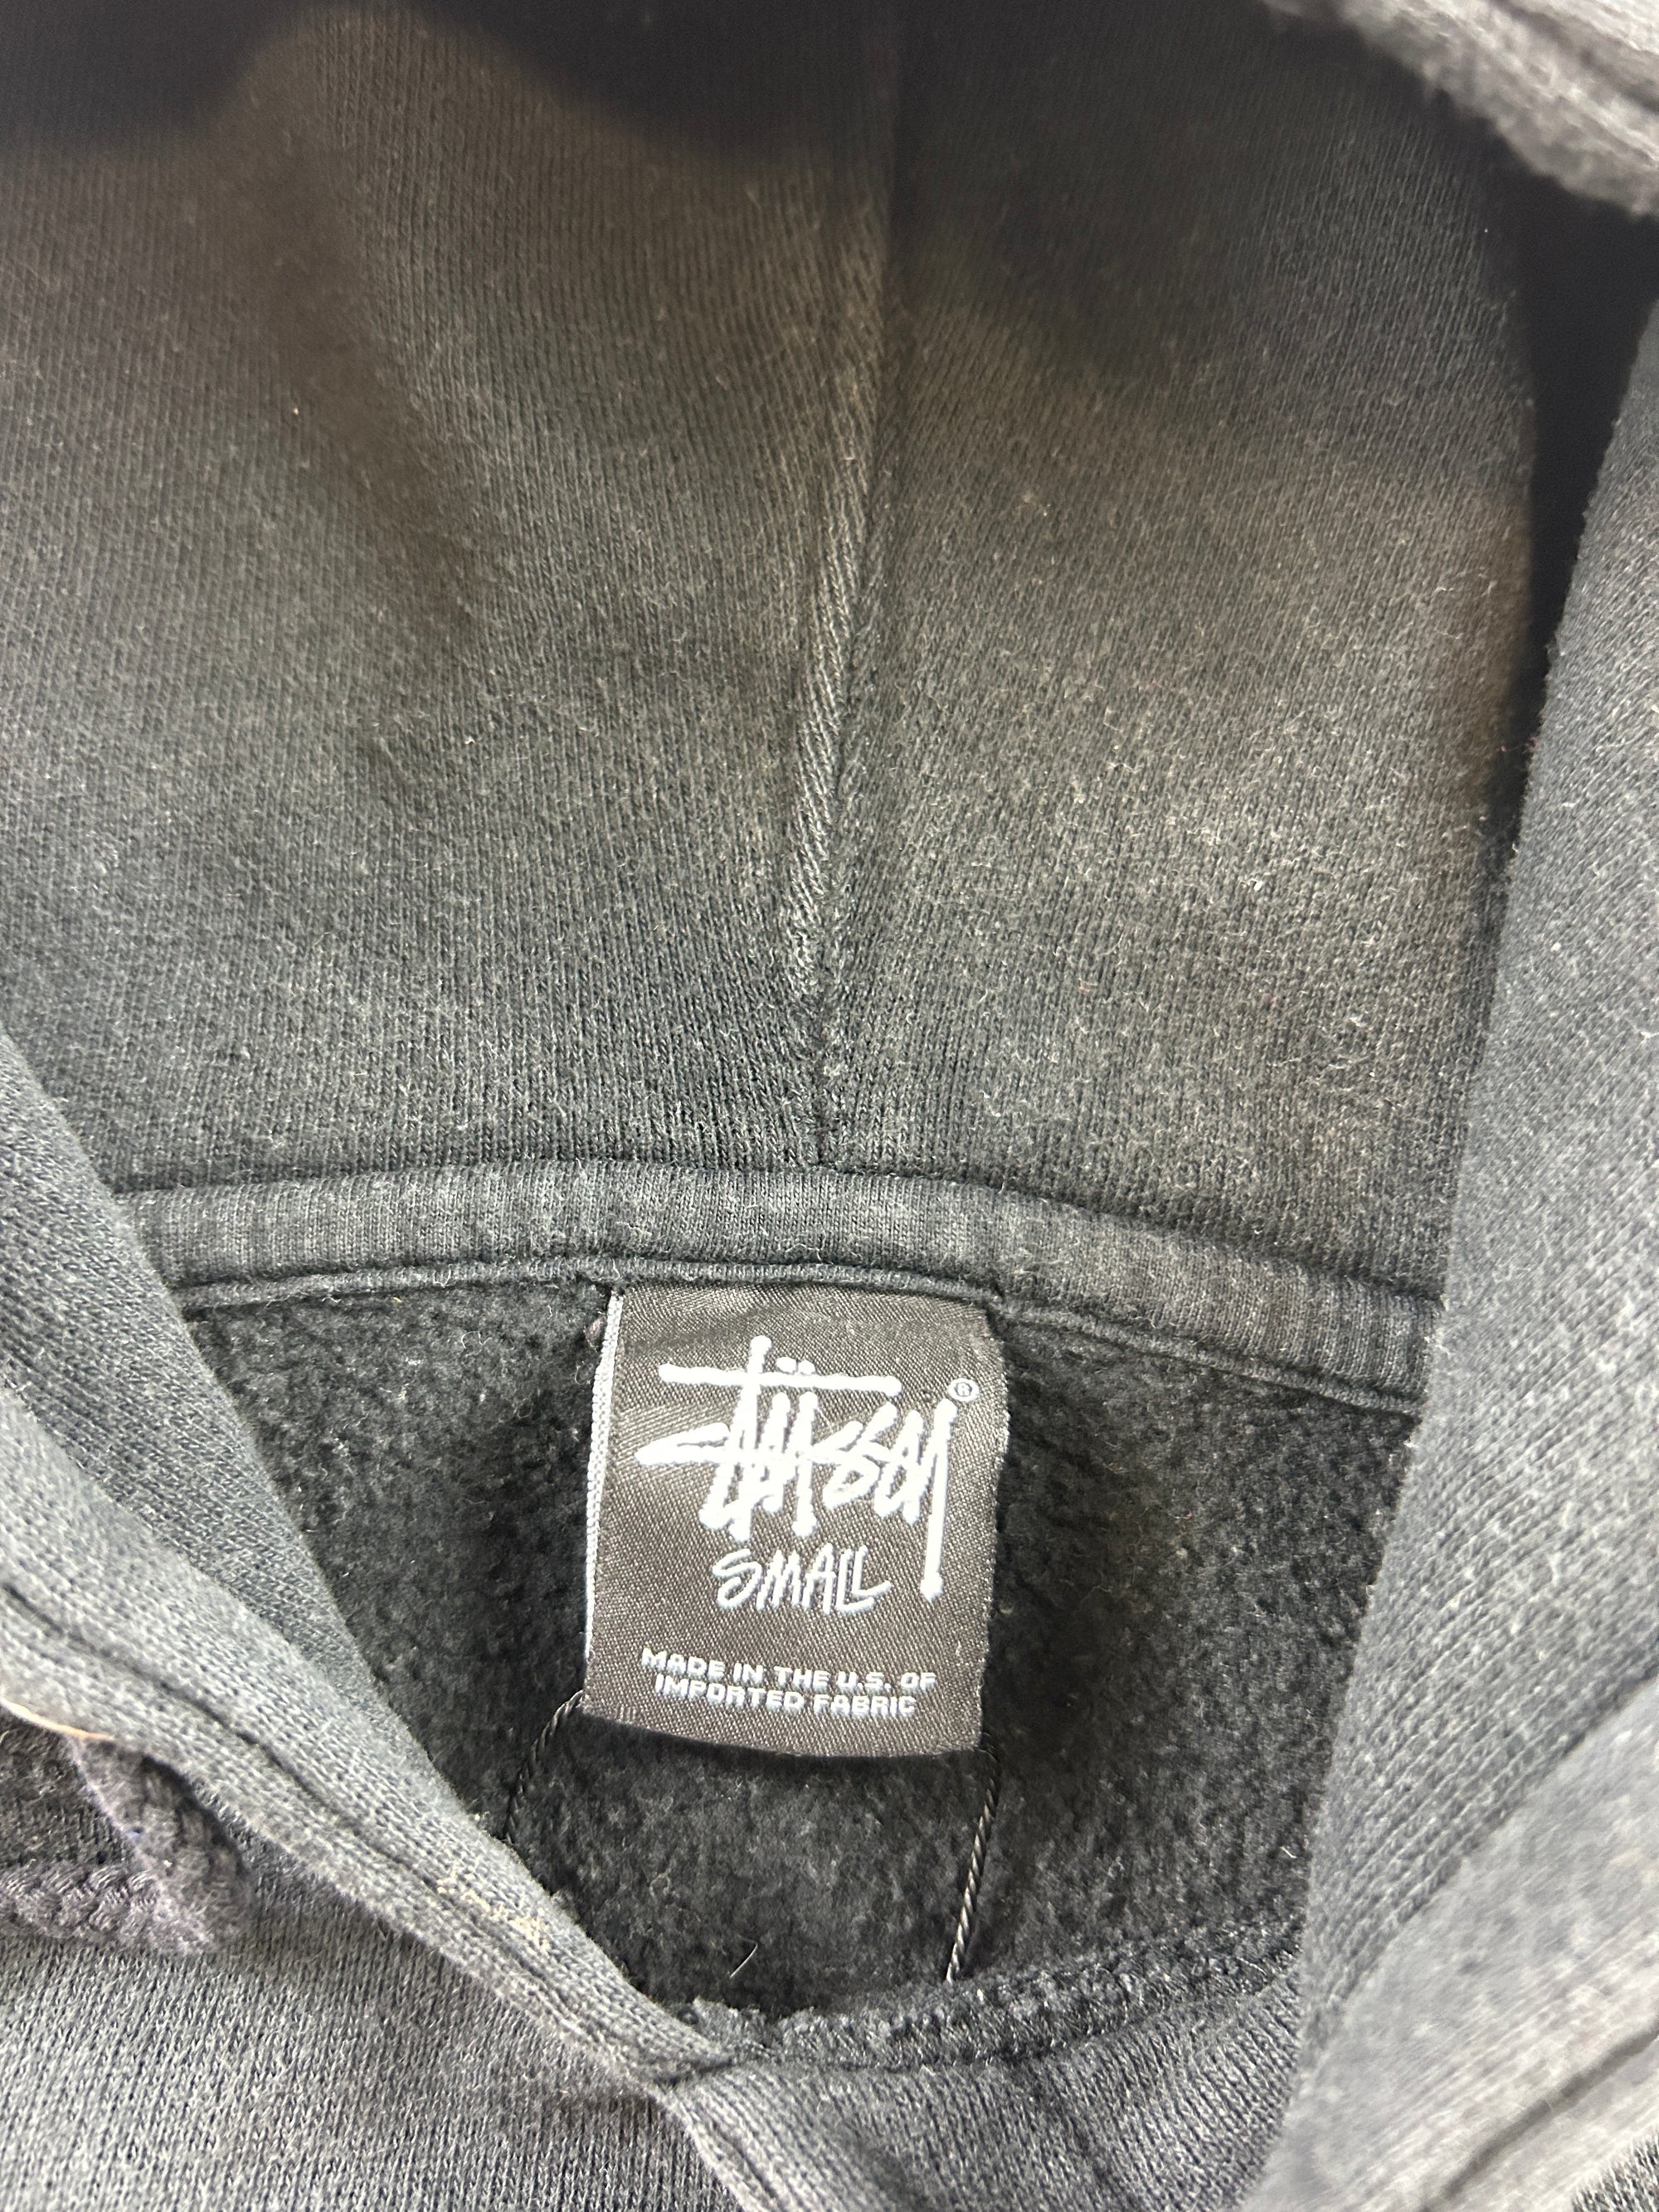 Stüssy ®
SMALL
MADE IN THE U.S. OF
IMPORTED FABRIC